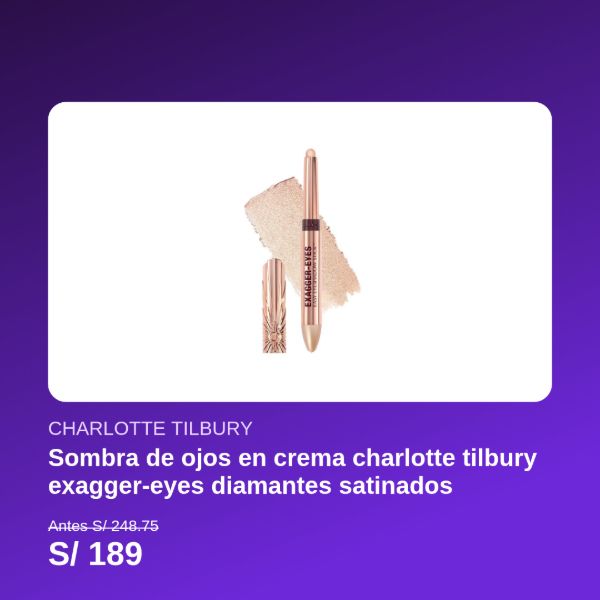 EXAGGER-EYES
CHARLOTTE TILBURY
Sombra de ojos en crema charlotte tilbury
exagger-eyes diamantes satinados
Antes S/ 248.75
S/ 189